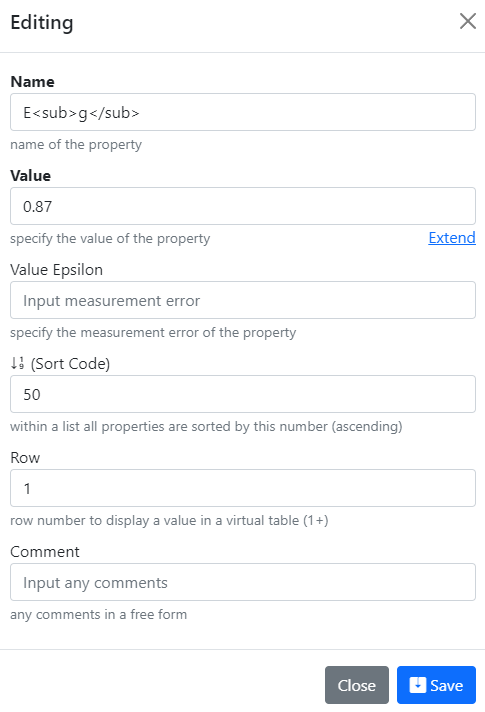 Editing
Name
E<sub>g</sub>
name of the property
Value
0.87
specify the value of the property
Extend
Value Epsilon
Input measurement error
specify the measurement error of the property
(Sort Code)
50
within a list all properties are sorted by this number (ascending)
Row
1
row number to display a value in a virtual table (1+)
Comment
Input any comments
any comments in a free form
Close
Save